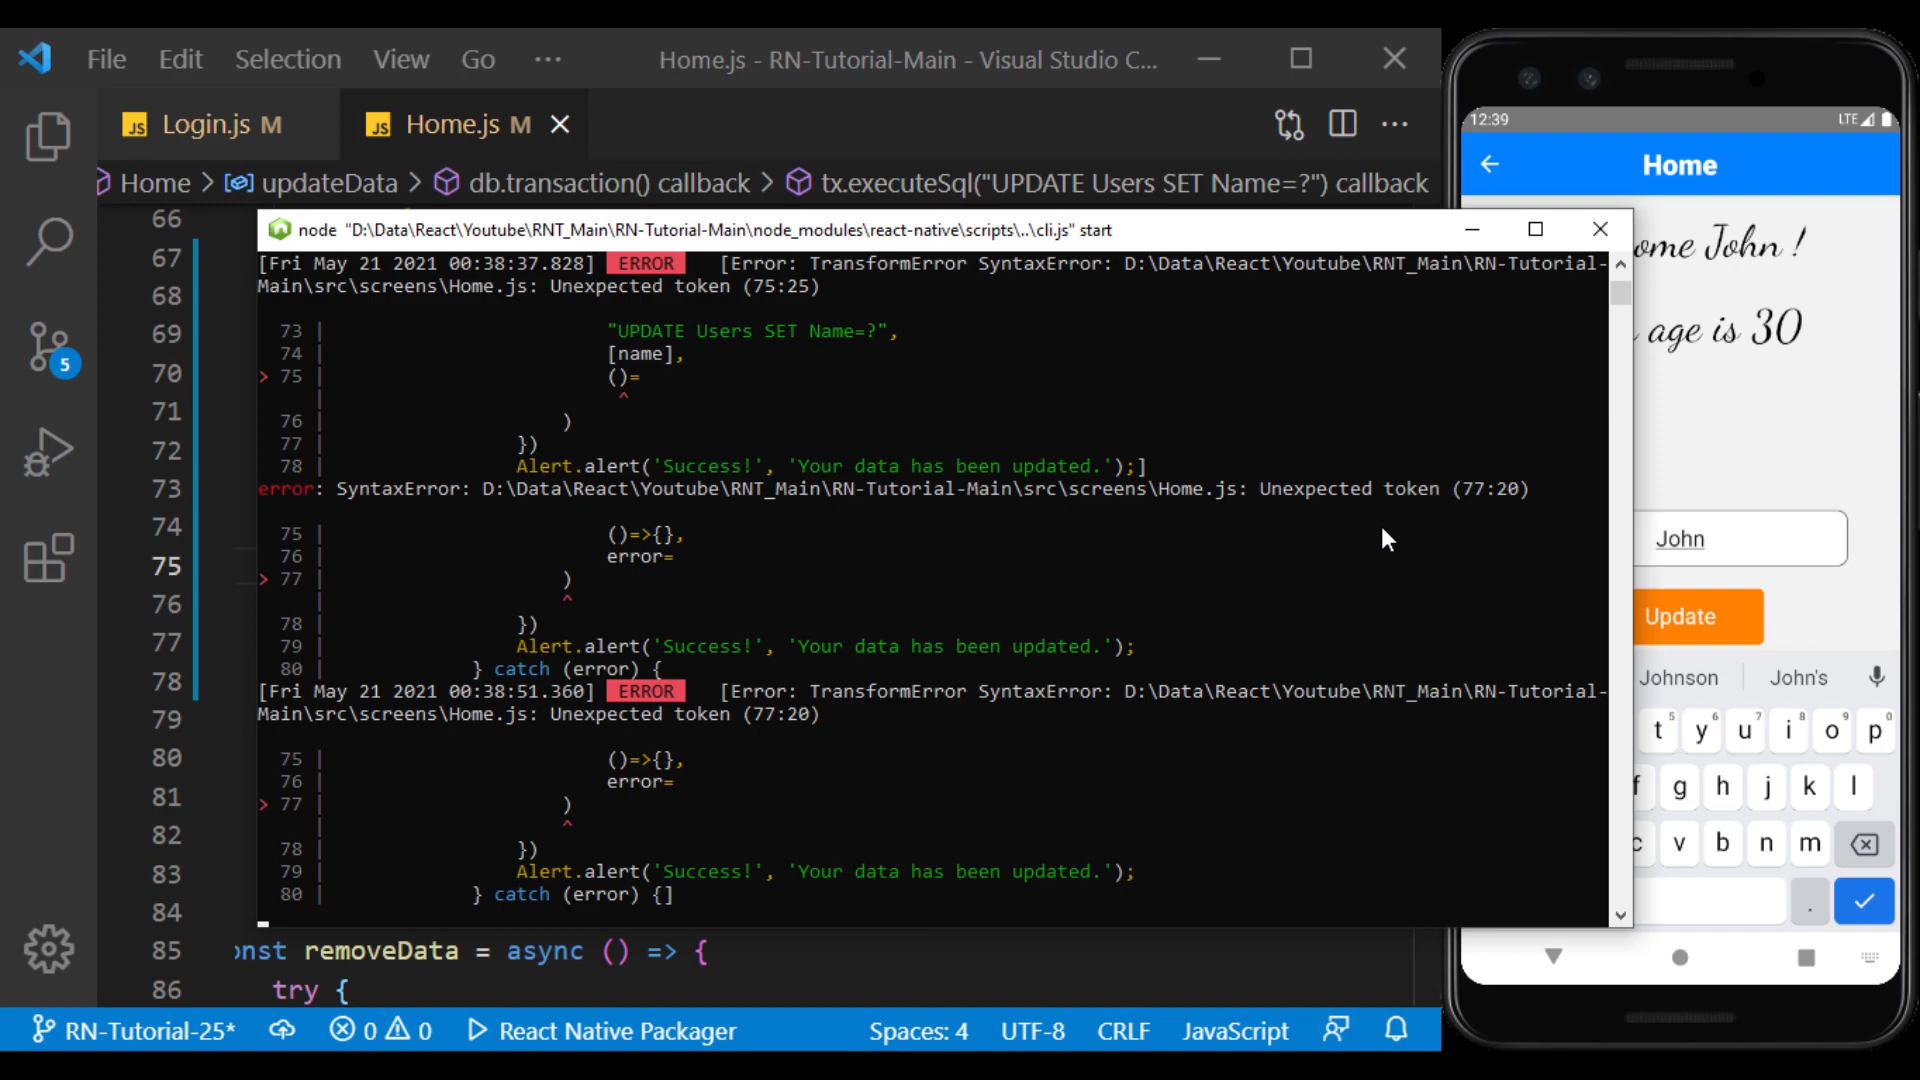 File Edit Selection View Go ··· Home.js - RN-Tutorial-Main - Visual Studio C...
JS Login.js M JS Home.js M
Home > updateData > db.transaction() callback > tx.executeSql("UPDATE Users SET Name=?") callback
66
67
68
69
70
71
72
73
74
75
76
77
78
79
80
81
82
83
84
85 onst removeData = async () => {
86 try {
5
node "D:\Data\React\Youtube\RNT_Main\RN-Tutorial-Main\node_modules\react-native\scripts\..\cli.js" start
[Fri May 21 2021 00:38:37.828] ERROR [Error: TransformError SyntaxError: D:\Data\React\Youtube\RNT_Main\RN-Tutorial-
Main\src\screens\Home.js: Unexpected token (75:25)
73 | "UPDATE Users SET Name=?",
74 | [name],
> 75 | ()=
| ^
76 | )
77 | })
78 | Alert.alert('Success!', 'Your data has been updated.');]
error: SyntaxError: D:\Data\React\Youtube\RNT_Main\RN-Tutorial-Main\src\screens\Home.js: Unexpected token (77:20)
75 | ()=>{},
76 | error=
> 77 | )
| ^
78 | })
79 | Alert.alert('Success!', 'Your data has been updated.');
80 | } catch (error) {
[Fri May 21 2021 00:38:51.360] ERROR [Error: TransformError SyntaxError: D:\Data\React\Youtube\RNT_Main\RN-Tutorial-
Main\src\screens\Home.js: Unexpected token (77:20)
75 | ()=>{},
76 | error=
> 77 | )
| ^
78 | })
79 | Alert.alert('Success!', 'Your data has been updated.');
80 | } catch (error) {]
RN-Tutorial-25* 0 0 React Native Packager Spaces: 4 UTF-8 CRLF JavaScript
12:39 LTE
Home
ome John !
age is 30
John
Update
Johnson John's
t 5 y 6 u 7 i 8 o 9 p 0
f g h j k l
c v b n m
.